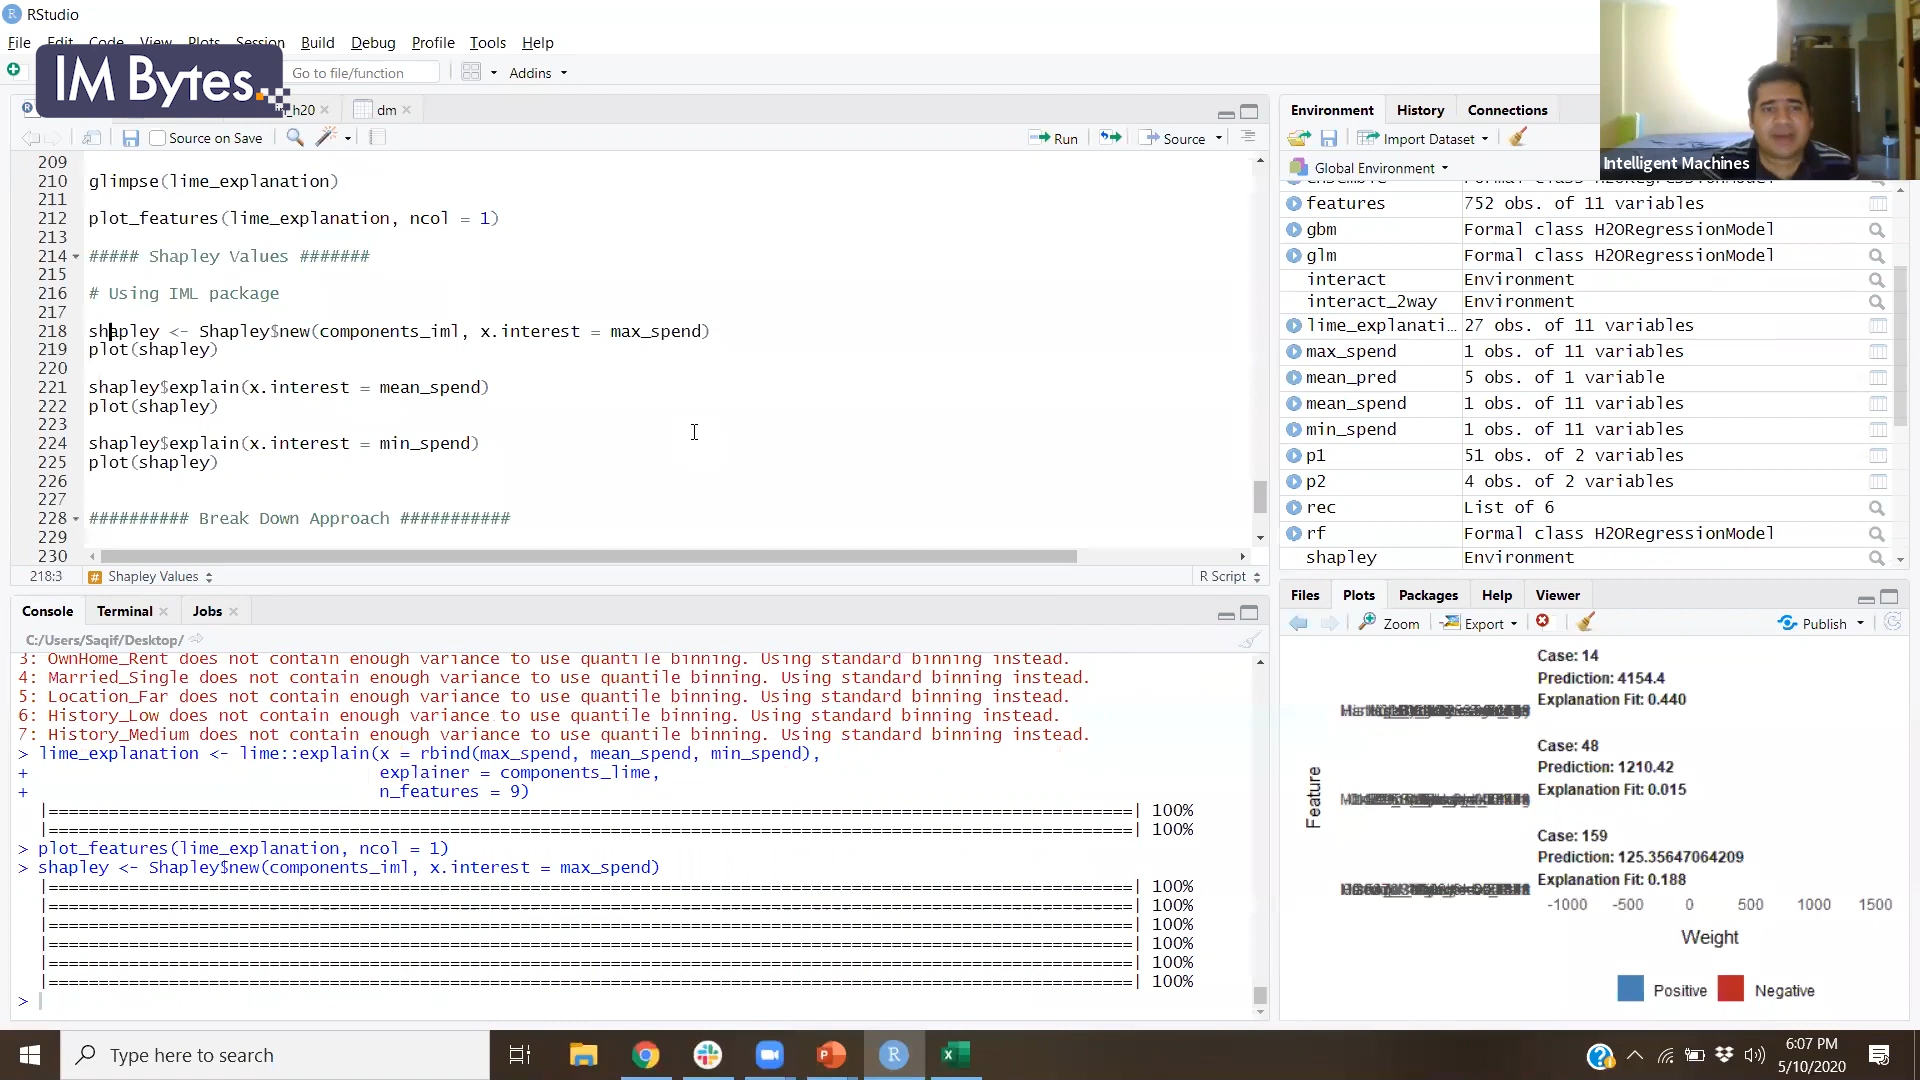 RStudio
File Edit Code View Plots Session Build Debug Profile Tools Help
IM Bytes.
Go to file/function
Addins
h20
dm
Source on Save
Run
Source
209
210 glimpse(lime_explanation)
211
212 plot_features(lime_explanation, ncol = 1)
213
214 ##### Shapley Values #######
215
216 # Using IML package
217
218 shapley <- Shapley$new(components_iml, x.interest = max_spend)
219 plot(shapley)
220
221 shapley$explain(x.interest = mean_spend)
222 plot(shapley)
223
224 shapley$explain(x.interest = min_spend)
225 plot(shapley)
226
227
228 ########## Break Down Approach ###########
229
230
218:3 # Shapley Values
R Script
Console Terminal Jobs
C:/Users/Saqif/Desktop/
3: OwnHome_Rent does not contain enough variance to use quantile binning. Using standard binning instead.
4: Married_Single does not contain enough variance to use quantile binning. Using standard binning instead.
5: Location_Far does not contain enough variance to use quantile binning. Using standard binning instead.
6: History_Low does not contain enough variance to use quantile binning. Using standard binning instead.
7: History_Medium does not contain enough variance to use quantile binning. Using standard binning instead.
> lime_explanation <- lime::explain(x = rbind(max_spend, mean_spend, min_spend),
+ explainer = components_lime,
+ n_features = 9)
|==================================================| 100%
|==================================================| 100%
> plot_features(lime_explanation, ncol = 1)
> shapley <- Shapley$new(components_iml, x.interest = max_spend)
|==================================================| 100%
|==================================================| 100%
|==================================================| 100%
|==================================================| 100%
|==================================================| 100%
|==================================================| 100%
>
Environment History Connections
Import Dataset
Global Environment
Intelligent Machines
ensemble Formal class H2ORegressionModel
features 752 obs. of 11 variables
gbm Formal class H2ORegressionModel
glm Formal class H2ORegressionModel
interact Environment
interact_2way Environment
lime_explanati… 27 obs. of 11 variables
max_spend 1 obs. of 11 variables
mean_pred 5 obs. of 1 variable
mean_spend 1 obs. of 11 variables
min_spend 1 obs. of 11 variables
p1 51 obs. of 2 variables
p2 4 obs. of 2 variables
rec List of 6
rf Formal class H2ORegressionModel
shapley Environment
Files Plots Packages Help Viewer
Zoom Export Publish
Case: 14
Prediction: 4154.4
Explanation Fit: 0.440
Case: 48
Prediction: 1210.42
Explanation Fit: 0.015
Case: 159
Prediction: 125.35647064209
Explanation Fit: 0.188
Feature
-1000 -500 0 500 1000 1500
Weight
Positive Negative
Type here to search
6:07 PM
5/10/2020